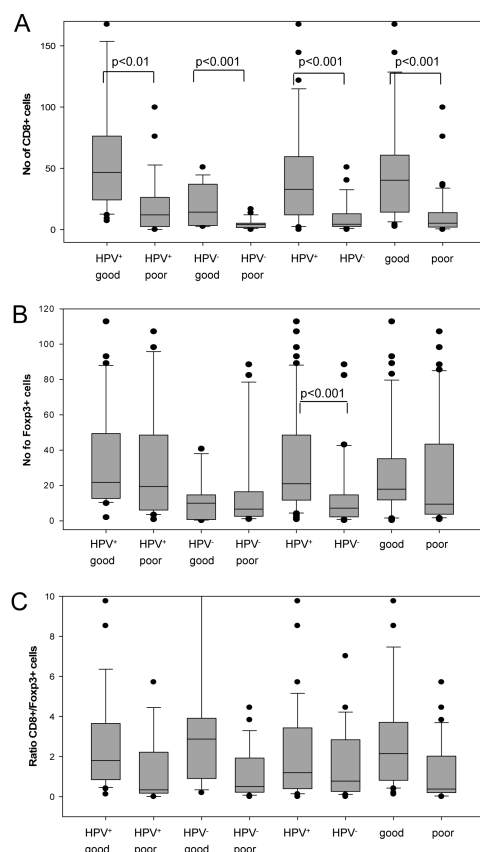 A
No of CD8+ cells
150
100
50
0
p<0.01
p<0.001
p<0.001
p<0.001
HPV⁺ HPV⁺ HPV⁻ HPV⁻ HPV⁺ HPV⁻ good poor
good poor good poor
B
No fo Foxp3+ cells
120
100
80
60
40
20
0
p<0.001
HPV⁺ HPV⁺ HPV⁻ HPV⁻ HPV⁺ HPV⁻ good poor
good poor good poor
C
Ratio CD8+/Foxp3+ cells
10
8
6
4
2
0
HPV⁺ HPV⁺ HPV⁻ HPV⁻ HPV⁺ HPV⁻ good poor
good poor good poor